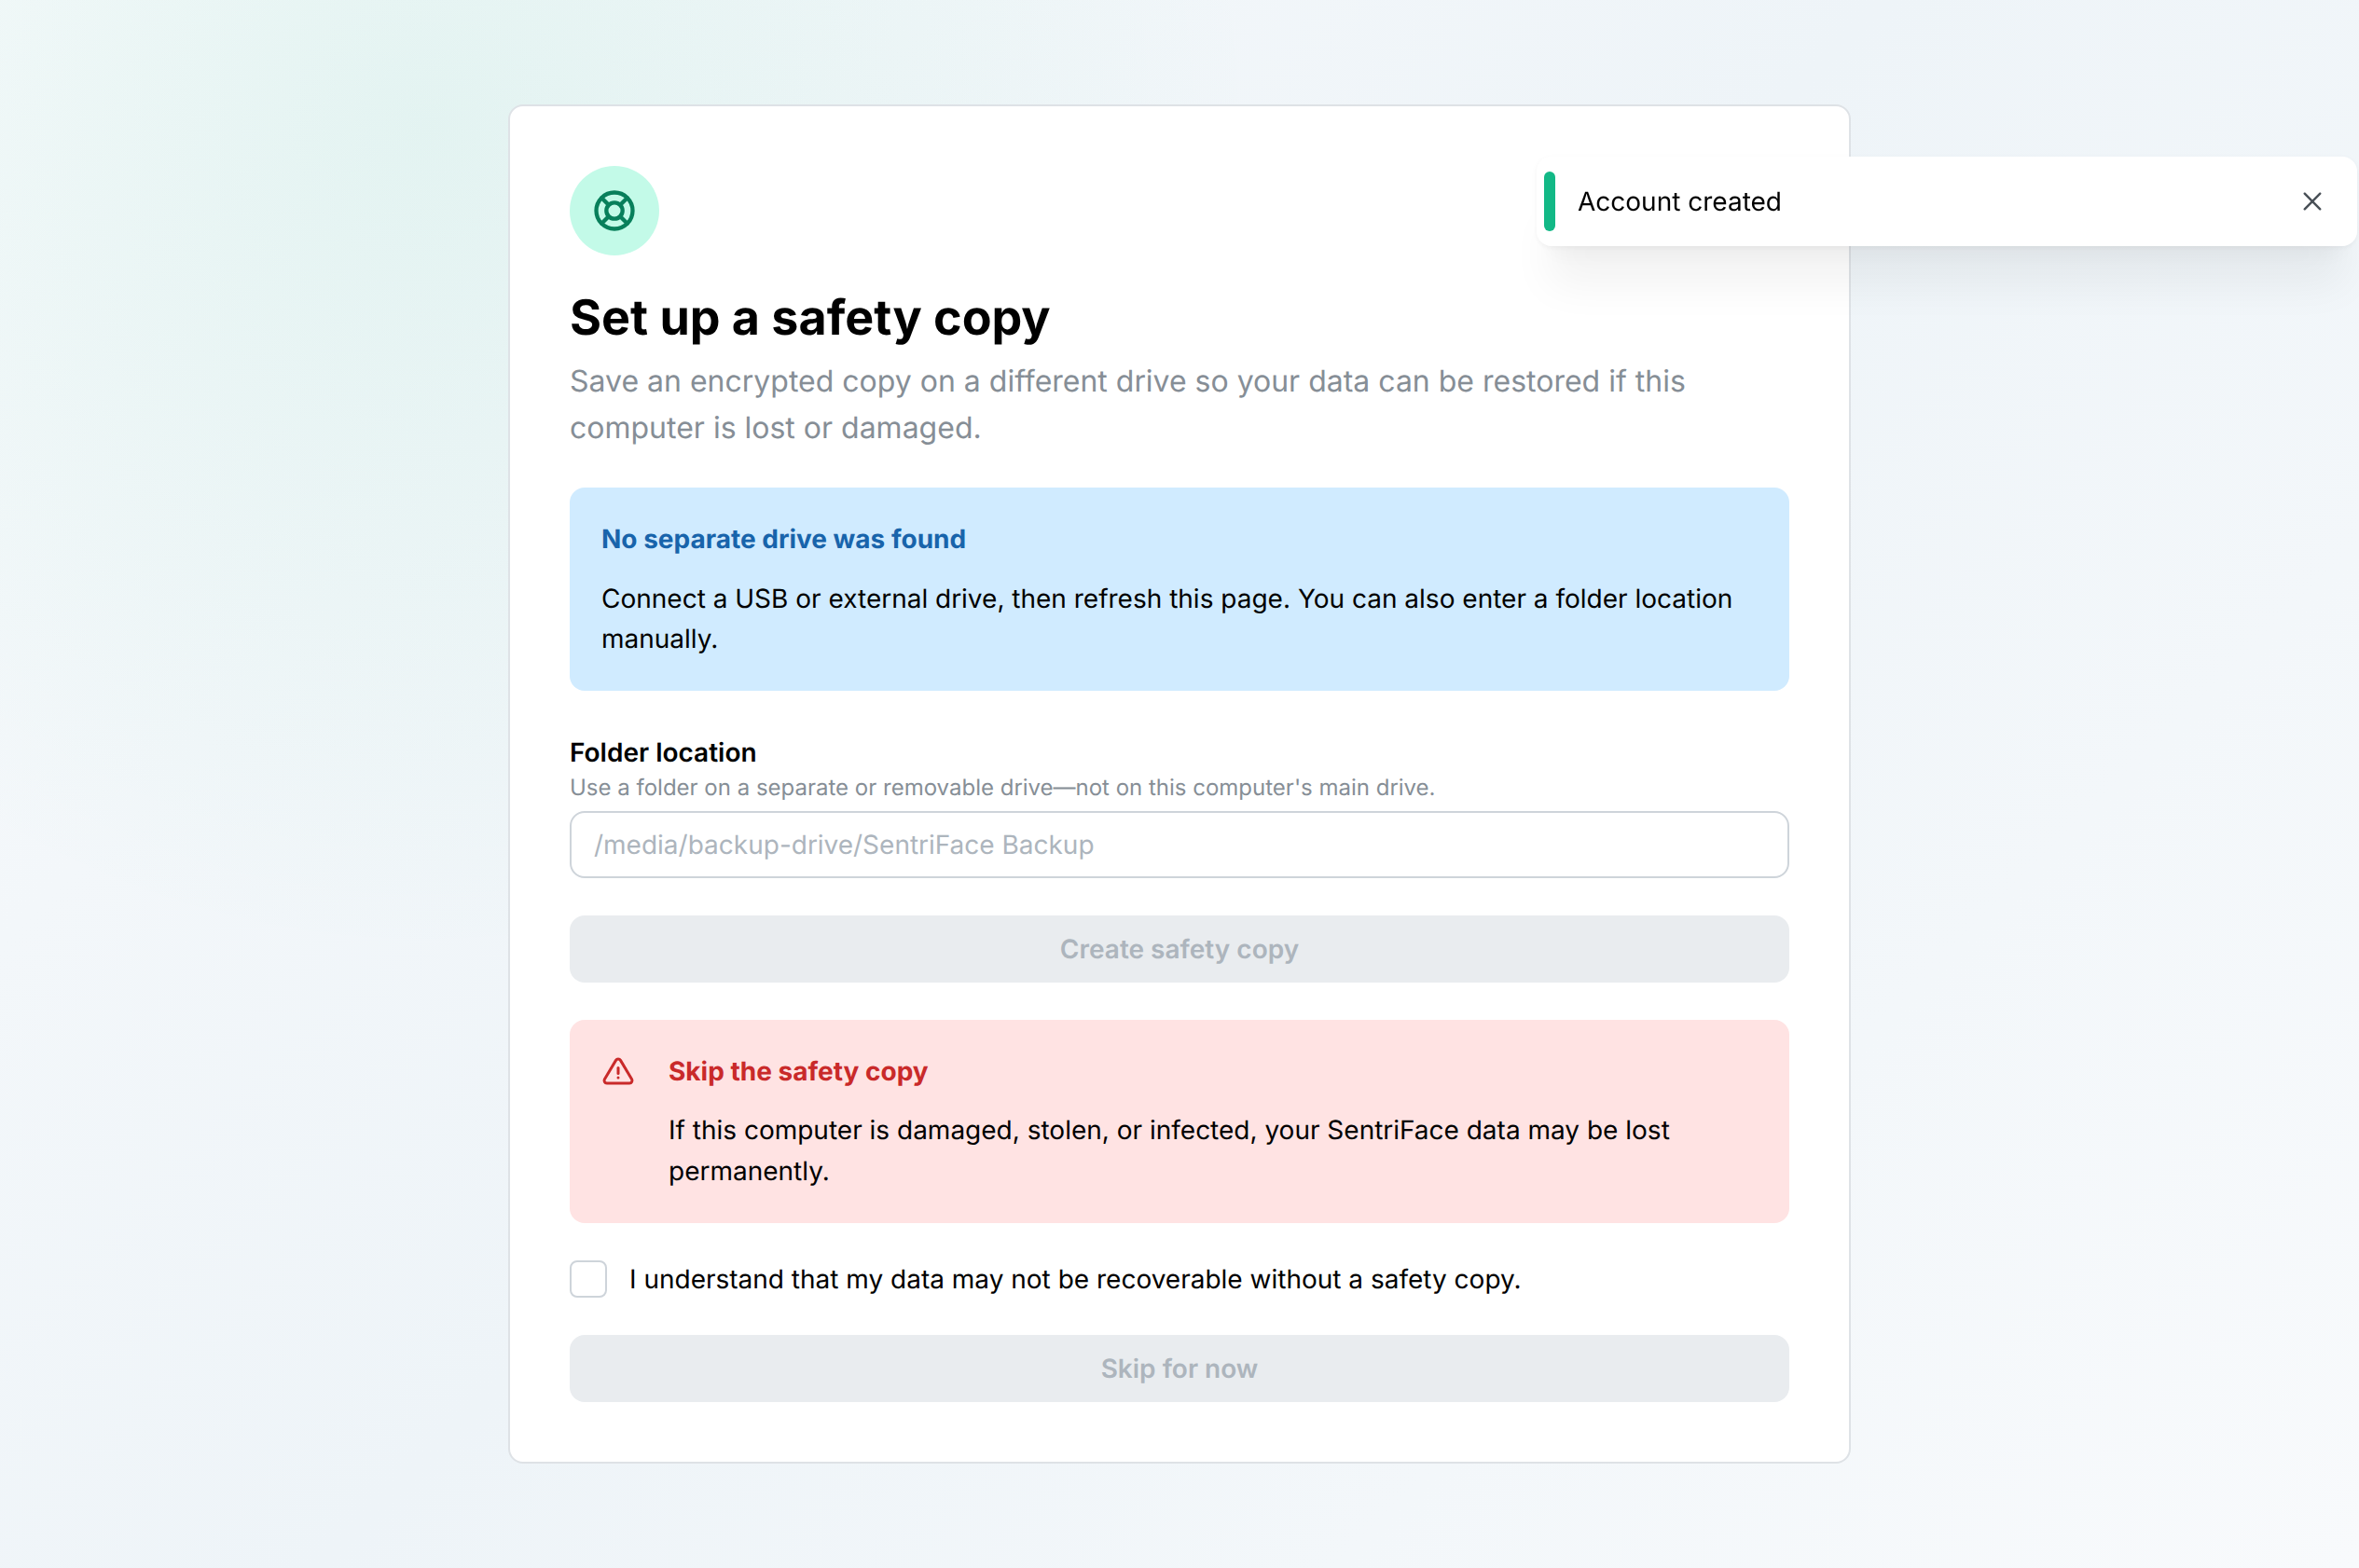 Account created
Set up a safety copy
Save an encrypted copy on a different drive so your data can be restored if this
computer is lost or damaged.
No separate drive was found
Connect a USB or external drive, then refresh this page. You can also enter a folder location
manually.
Folder location
Use a folder on a separate or removable drive—not on this computer's main drive.
/media/backup-drive/SentriFace Backup
Create safety copy
Skip the safety copy
If this computer is damaged, stolen, or infected, your SentriFace data may be lost
permanently.
I understand that my data may not be recoverable without a safety copy.
Skip for now